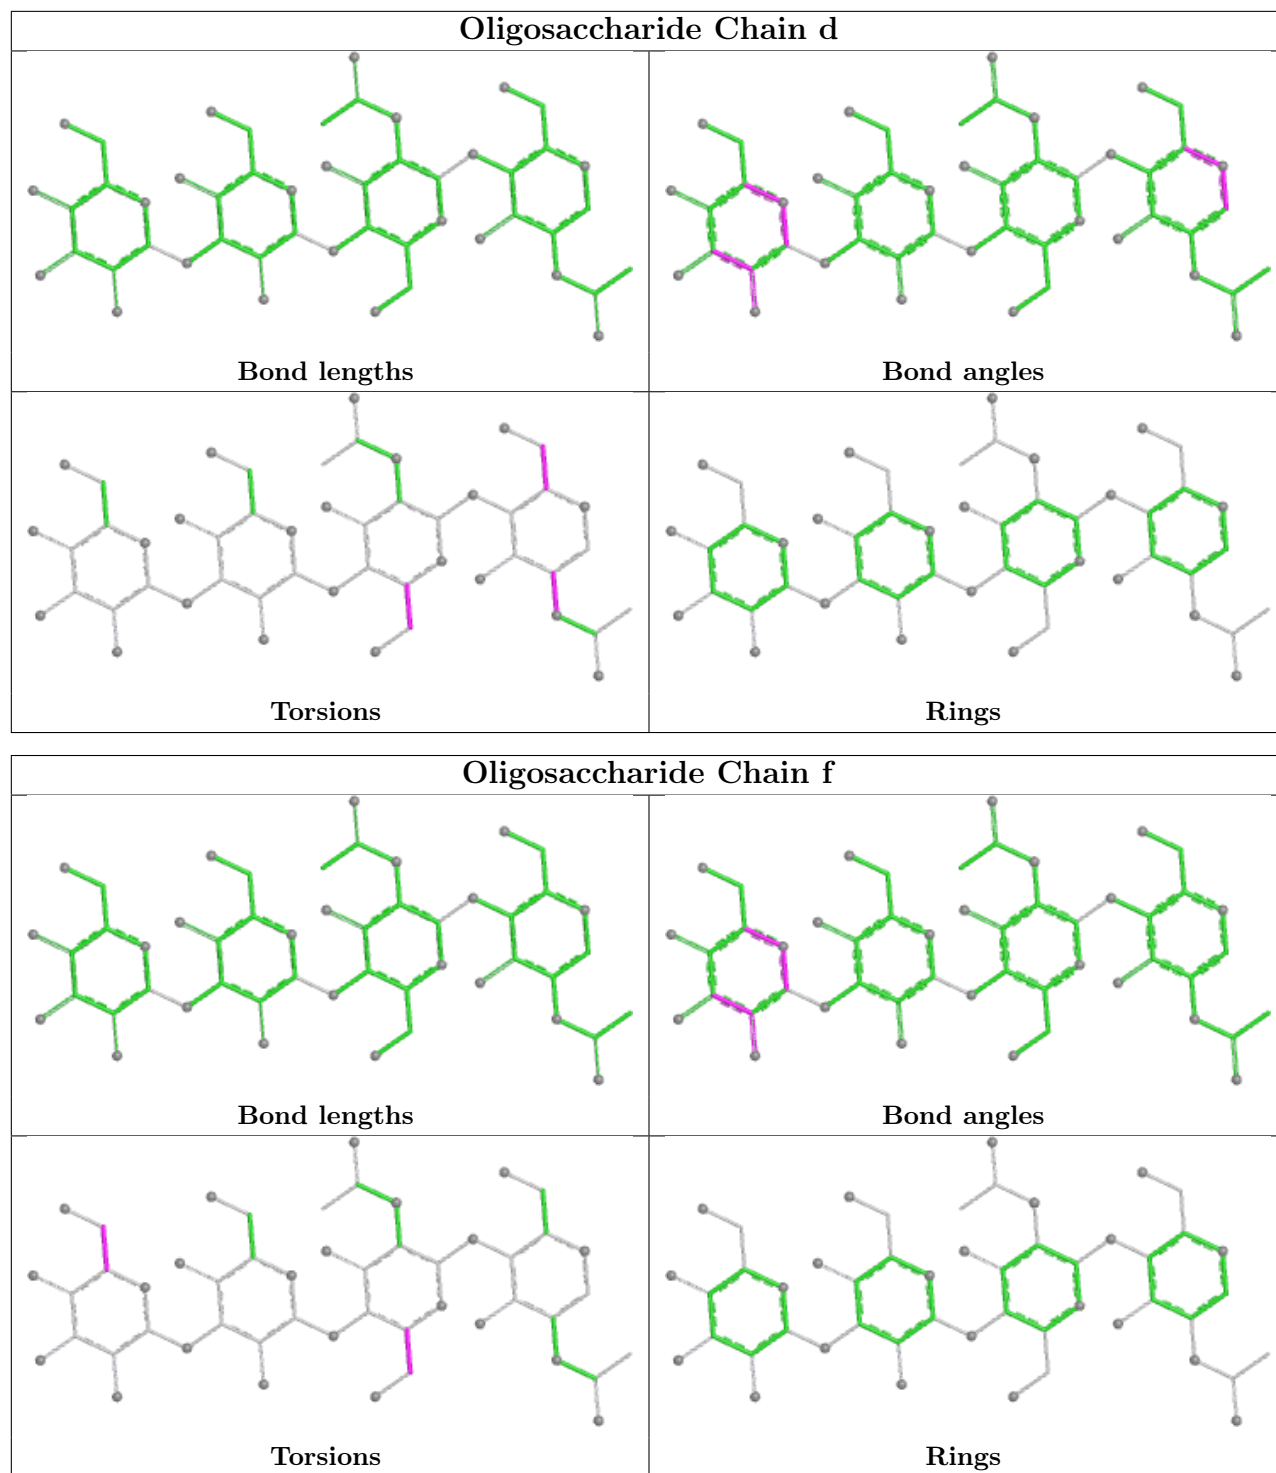 Oligosaccharide Chain d
Bond lengths
Bond angles
Torsions
Rings
Oligosaccharide Chain f
Bond lengths
Bond angles
Torsions
Rings